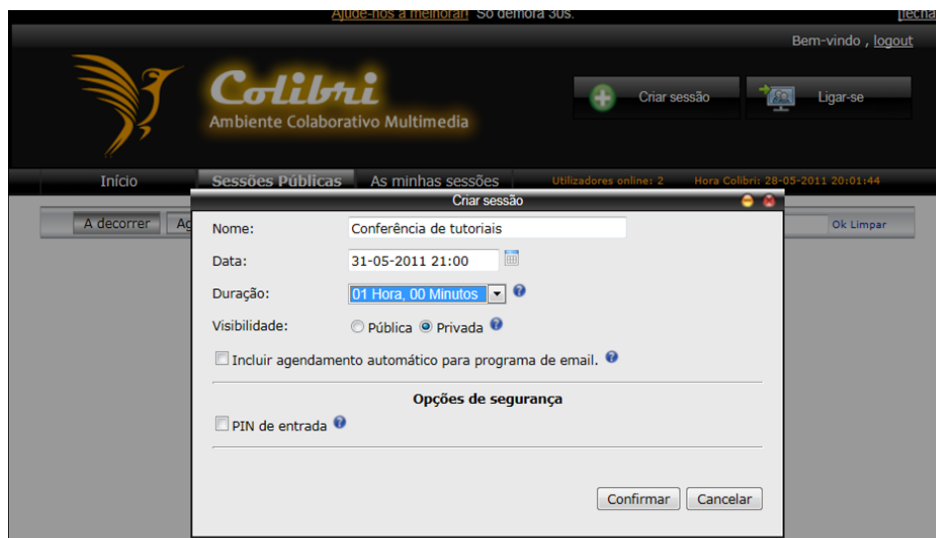 Ajude-nos a melhorar! Só demora 30s.
Bem-vindo , logout
Colibri
Ambiente Colaborativo Multimedia
Criar sessão
Ligar-se
Início Sessões Públicas As minhas sessões Utilizadores online: 2 Hora Colibri: 28-05-2011 20:01:44
Criar sessão
A decorrer
Ok Limpar
Nome: Conferência de tutoriais
Data: 31-05-2011 21:00
Duração: 01 Hora, 00 Minutos
Visibilidade: Pública Privada
Incluir agendamento automático para programa de email.
Opções de segurança
PIN de entrada
Confirmar Cancelar